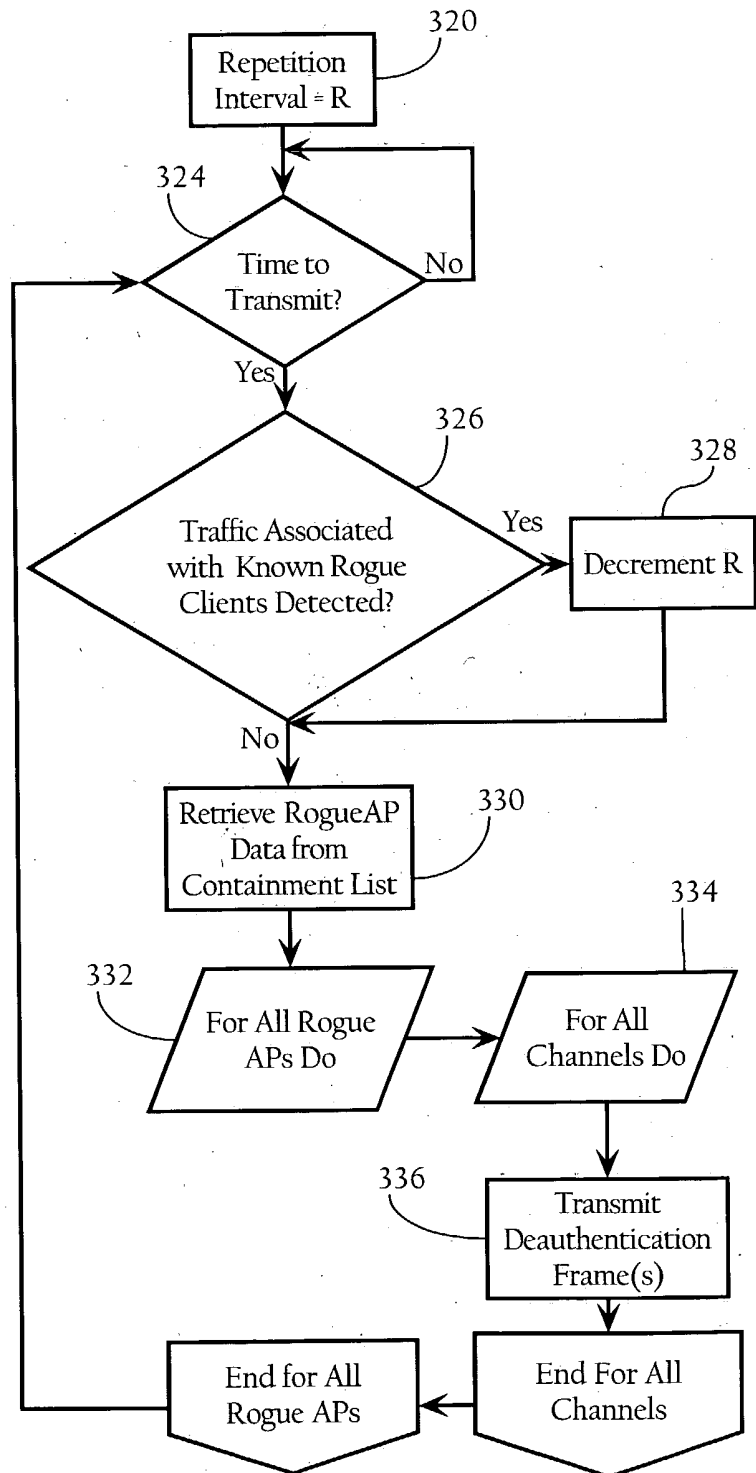 320
Repetition
Interval = R
324
Time to
Transmit?
No
Yes
326
Traffic Associated
with Known Rogue
Clients Detected?
Yes
328
Decrement R
No
Retrieve RogueAP
Data from
Containment List
330
332
For All Rogue
APs Do
334
For All
Channels Do
336
Transmit
Deauthentication
Frame(s)
End for All
Rogue APs
End For All
Channels